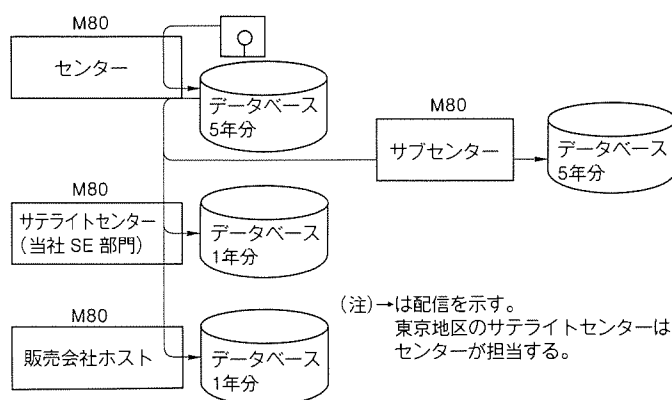 M80
センター
データベース
5年分
M80
サブセンター
データベース
5年分
M80
サテライトセンター
(当社 SE 部門)
データベース
1年分
M80
販売会社ホスト
データベース
1年分
(注)→は配信を示す。
東京地区のサテライトセンターは
センターが担当する。